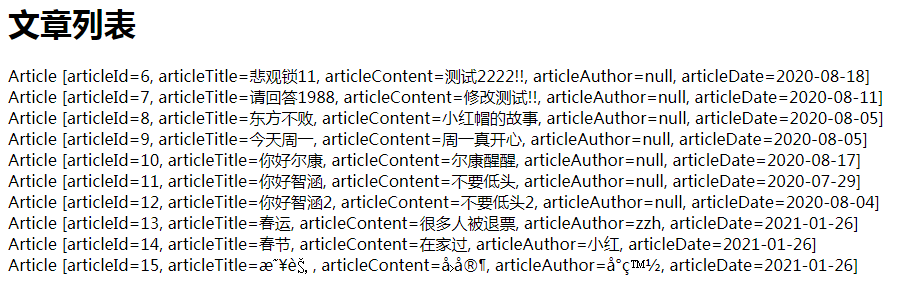 文章列表
Article [articleId=6, articleTitle=悲观锁11, articleContent=测试2222!!, articleAuthor=null, articleDate=2020-08-18]
Article [articleId=7, articleTitle=请回答1988, articleContent=修改测试!!, articleAuthor=null, articleDate=2020-08-11]
Article [articleId=8, articleTitle=东方不败, articleContent=小红帽的故事, articleAuthor=null, articleDate=2020-08-05]
Article [articleId=9, articleTitle=今天周一, articleContent=周一真开心, articleAuthor=null, articleDate=2020-08-05]
Article [articleId=10, articleTitle=你好尔康, articleContent=尔康醒醒, articleAuthor=null, articleDate=2020-08-17]
Article [articleId=11, articleTitle=你好智涵, articleContent=不要低头, articleAuthor=null, articleDate=2020-07-29]
Article [articleId=12, articleTitle=你好智涵2, articleContent=不要低头2, articleAuthor=null, articleDate=2020-08-04]
Article [articleId=13, articleTitle=春运, articleContent=很多人被退票, articleAuthor=zzh, articleDate=2021-01-26]
Article [articleId=14, articleTitle=春节, articleContent=在家过, articleAuthor=小红, articleDate=2021-01-26]
Article [articleId=15, articleTitle=æ˜¥èŠ‚, articleContent=å›å®¶, articleAuthor=å°ç™½, articleDate=2021-01-26]